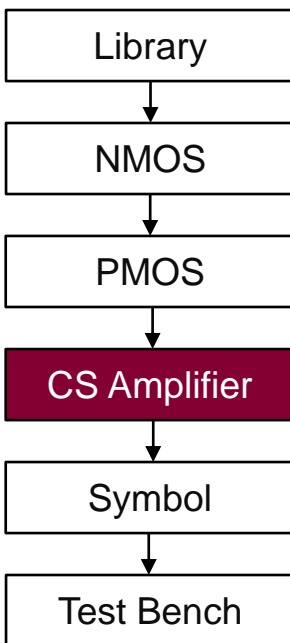 Library
NMOS
PMOS
CS Amplifier
Symbol
Test Bench